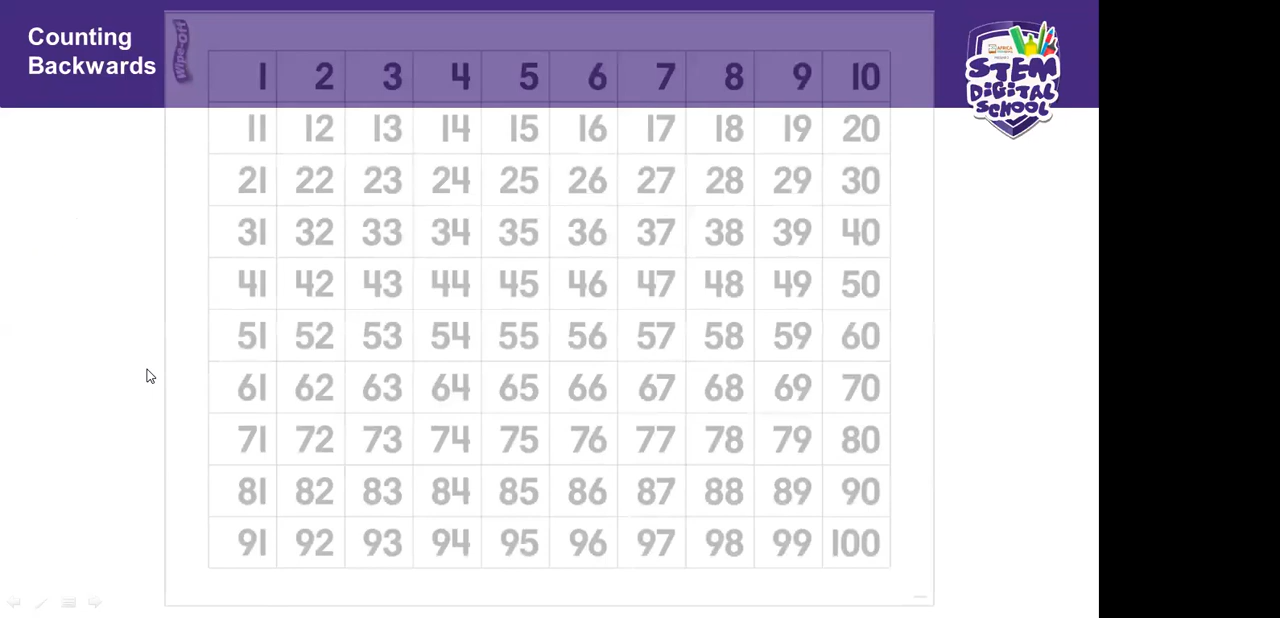 Counting
Backwards
Wipe-Off
1 2 3 4 5 6 7 8 9 10
11 12 13 14 15 16 17 18 19 20
21 22 23 24 25 26 27 28 29 30
31 32 33 34 35 36 37 38 39 40
41 42 43 44 45 46 47 48 49 50
51 52 53 54 55 56 57 58 59 60
61 62 63 64 65 66 67 68 69 70
71 72 73 74 75 76 77 78 79 80
81 82 83 84 85 86 87 88 89 90
91 92 93 94 95 96 97 98 99 100
AFRICA
STEM
DIGITAL
SCHOOL